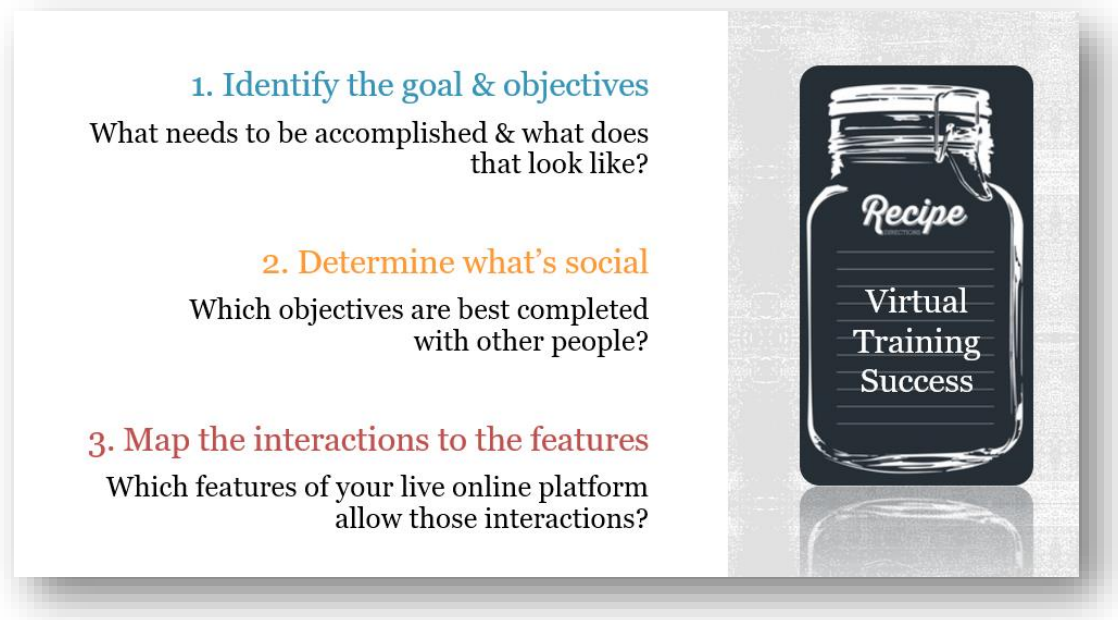 1. Identify the goal & objectives
What needs to be accomplished & what does
that look like?
2. Determine what’s social
Which objectives are best completed
with other people?
3. Map the interactions to the features
Which features of your live online platform
allow those interactions?
Recipe
DIRECTIONS
Virtual
Training
Success